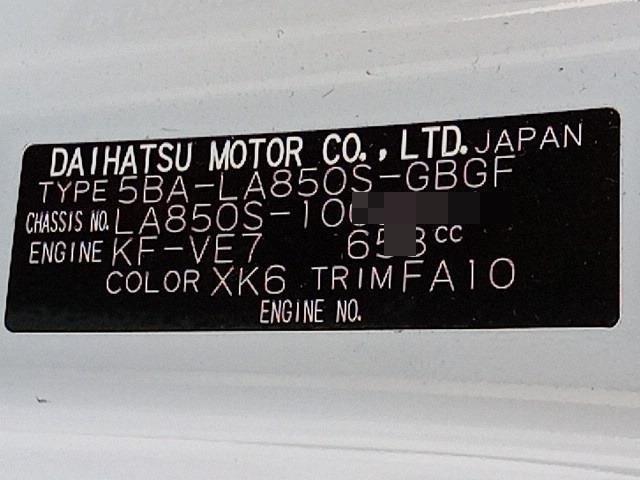 DAIHATSU MOTOR CO., LTD. JAPAN
TYPE 5BA-LA850S-GBGF
CHASSIS NO. LA850S-10
ENGINE KF-VE7 658 CC
COLOR XK6 TRIM FA10
ENGINE NO.